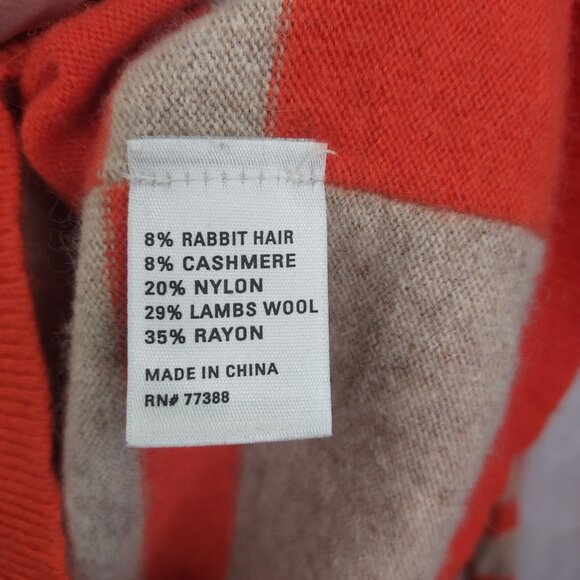 8% RABBIT HAIR
8% CASHMERE
20% NYLON
29% LAMBS WOOL
35% RAYON
MADE IN CHINA
RN# 77388